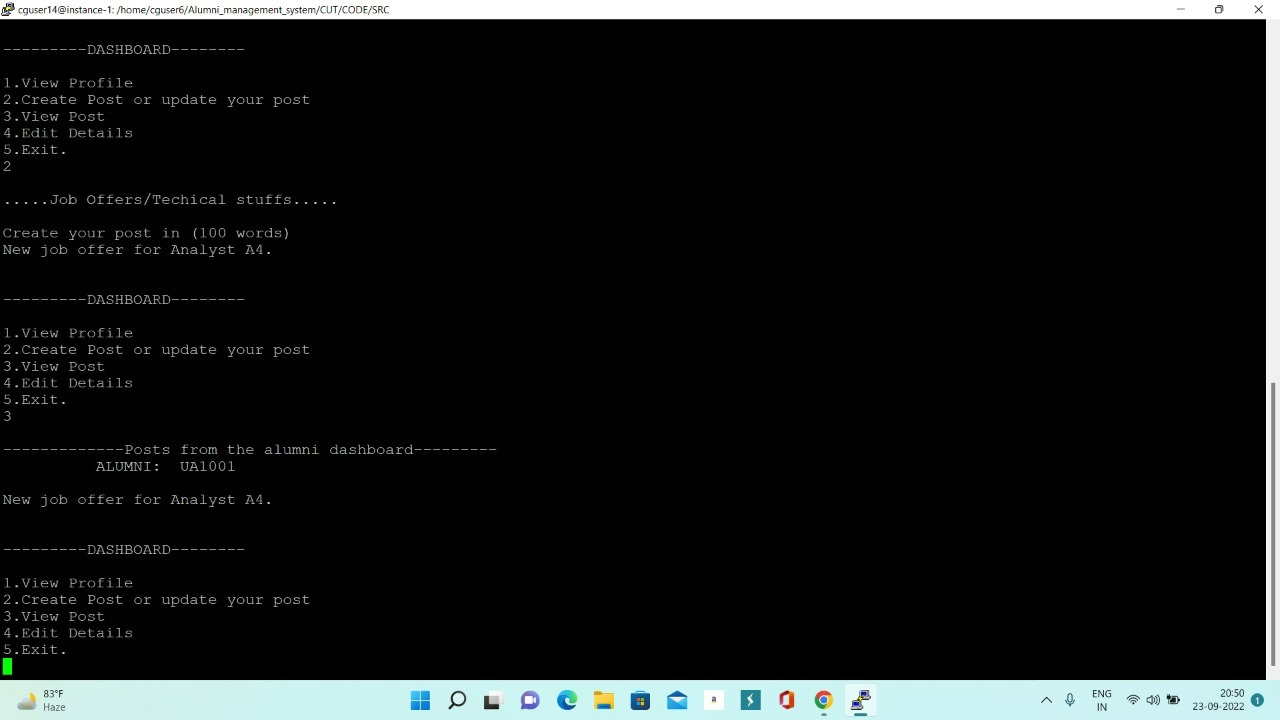 cguser14@instance-1: /home/cguser6/Alumni_management_system/CUT/CODE/SRC
---------DASHBOARD--------
1.View Profile
2.Create Post or update your post
3.View Post
4.Edit Details
5.Exit.
2
.....Job Offers/Techical stuffs.....
Create your post in (100 words)
New job offer for Analyst A4.
---------DASHBOARD--------
1.View Profile
2.Create Post or update your post
3.View Post
4.Edit Details
5.Exit.
3
-------------Posts from the alumni dashboard---------
ALUMNI:  UA1001
New job offer for Analyst A4.
---------DASHBOARD--------
1.View Profile
2.Create Post or update your post
3.View Post
4.Edit Details
5.Exit.
83°F
Haze
a
ENG
IN
20:50
23-09-2022
1